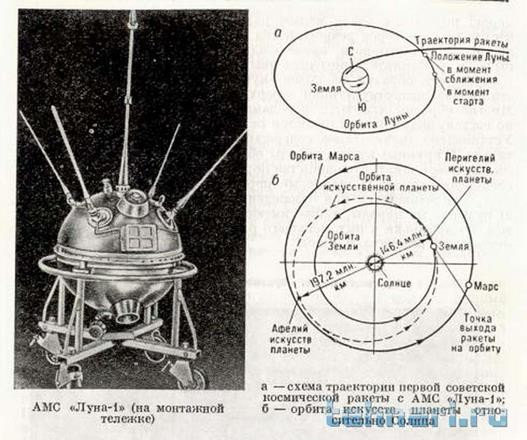 АМС «Луна-1» (на монтажной
тележке)
а
Траектория ракеты
С
Положение Луны
в момент
сближения
в момент
старта
Земля
Ю
Орбита Луны
б
Орбита Марса
Перигелий
искусств.
планеты
Орбита
искусственной планеты
Орбита
Земли
146.4 млн.
км
197.2 млн.
км
Земля
Солнце
Марс
Афелий
искусств
планеты
Точка
выхода
ракеты
на орбиту
а — схема траектории первой советской
космической ракеты с АМС «Луна-1»;
б — орбита искусств. планеты отно-
сительно Солнца